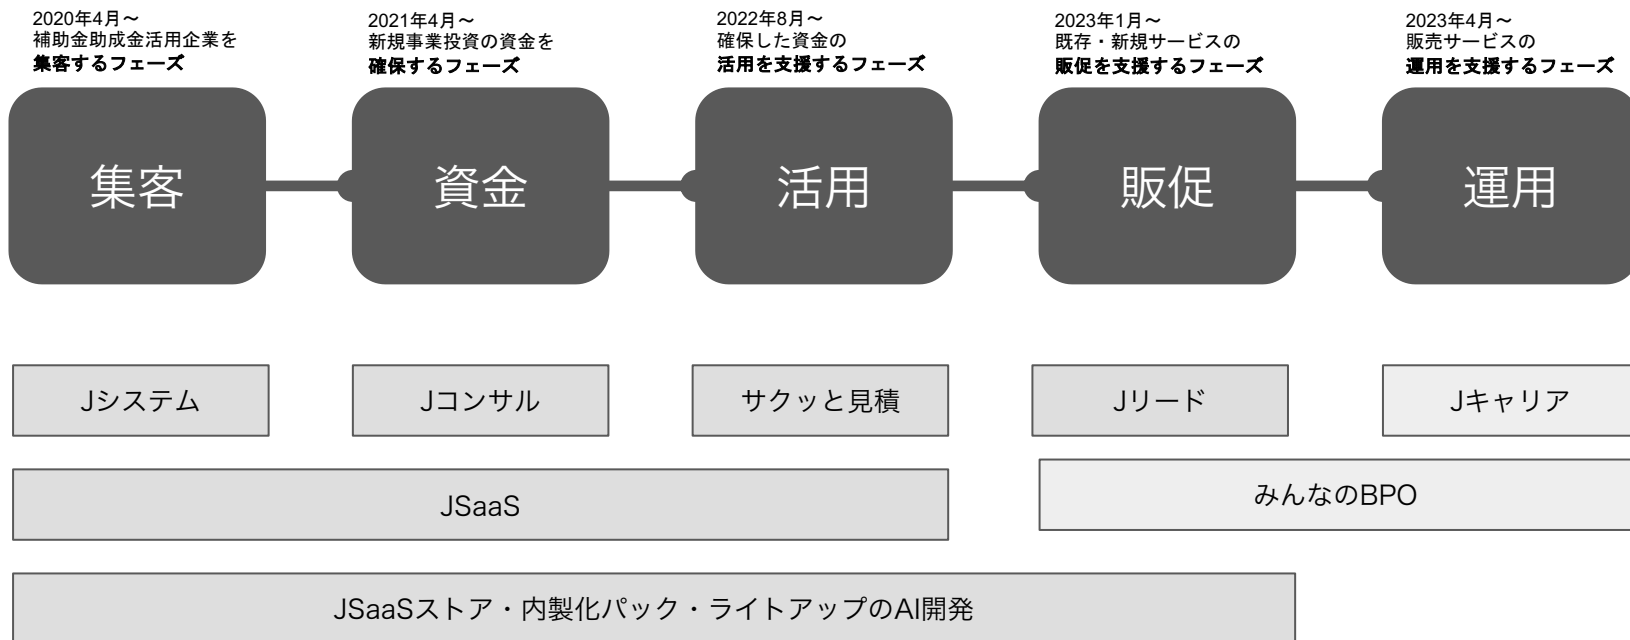 2020年4月～
補助金助成金活用企業を
集客するフェーズ
2021年4月～
新規事業投資の資金を
確保するフェーズ
2022年8月～
確保した資金の
活用を支援するフェーズ
2023年1月～
既存・新規サービスの
販促を支援するフェーズ
2023年4月～
販売サービスの
運用を支援するフェーズ
集客
資金
活用
販促
運用
Jシステム
Jコンサル
サクッと見積
Jリード
Jキャリア
JSaaS
みんなのBPO
JSaaSストア・内製化パック・ライトアップのAI開発